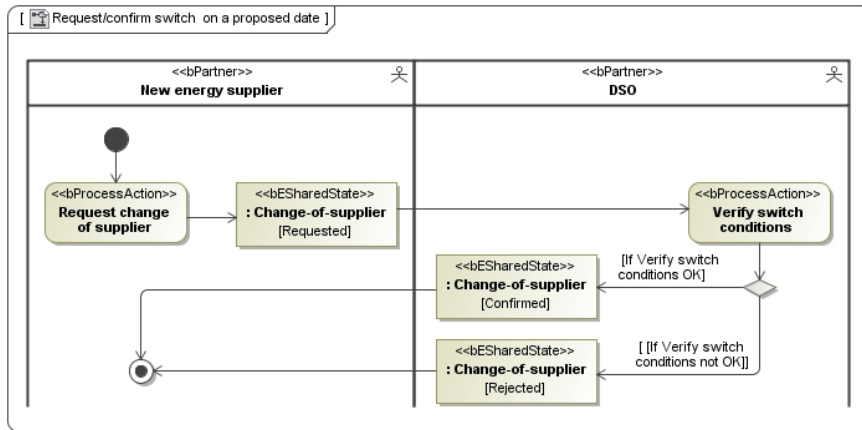 [ Request/confirm switch on a proposed date ]
<<bPartner>>
New energy supplier
<<bPartner>>
DSO
<<bProcessAction>>
Request change
of supplier
<<bESharedState>>
: Change-of-supplier
[Requested]
<<bProcessAction>>
Verify switch
conditions
[If Verify switch
conditions OK]
<<bESharedState>>
: Change-of-supplier
[Confirmed]
[ [If Verify switch
conditions not OK]]
<<bESharedState>>
: Change-of-supplier
[Rejected]